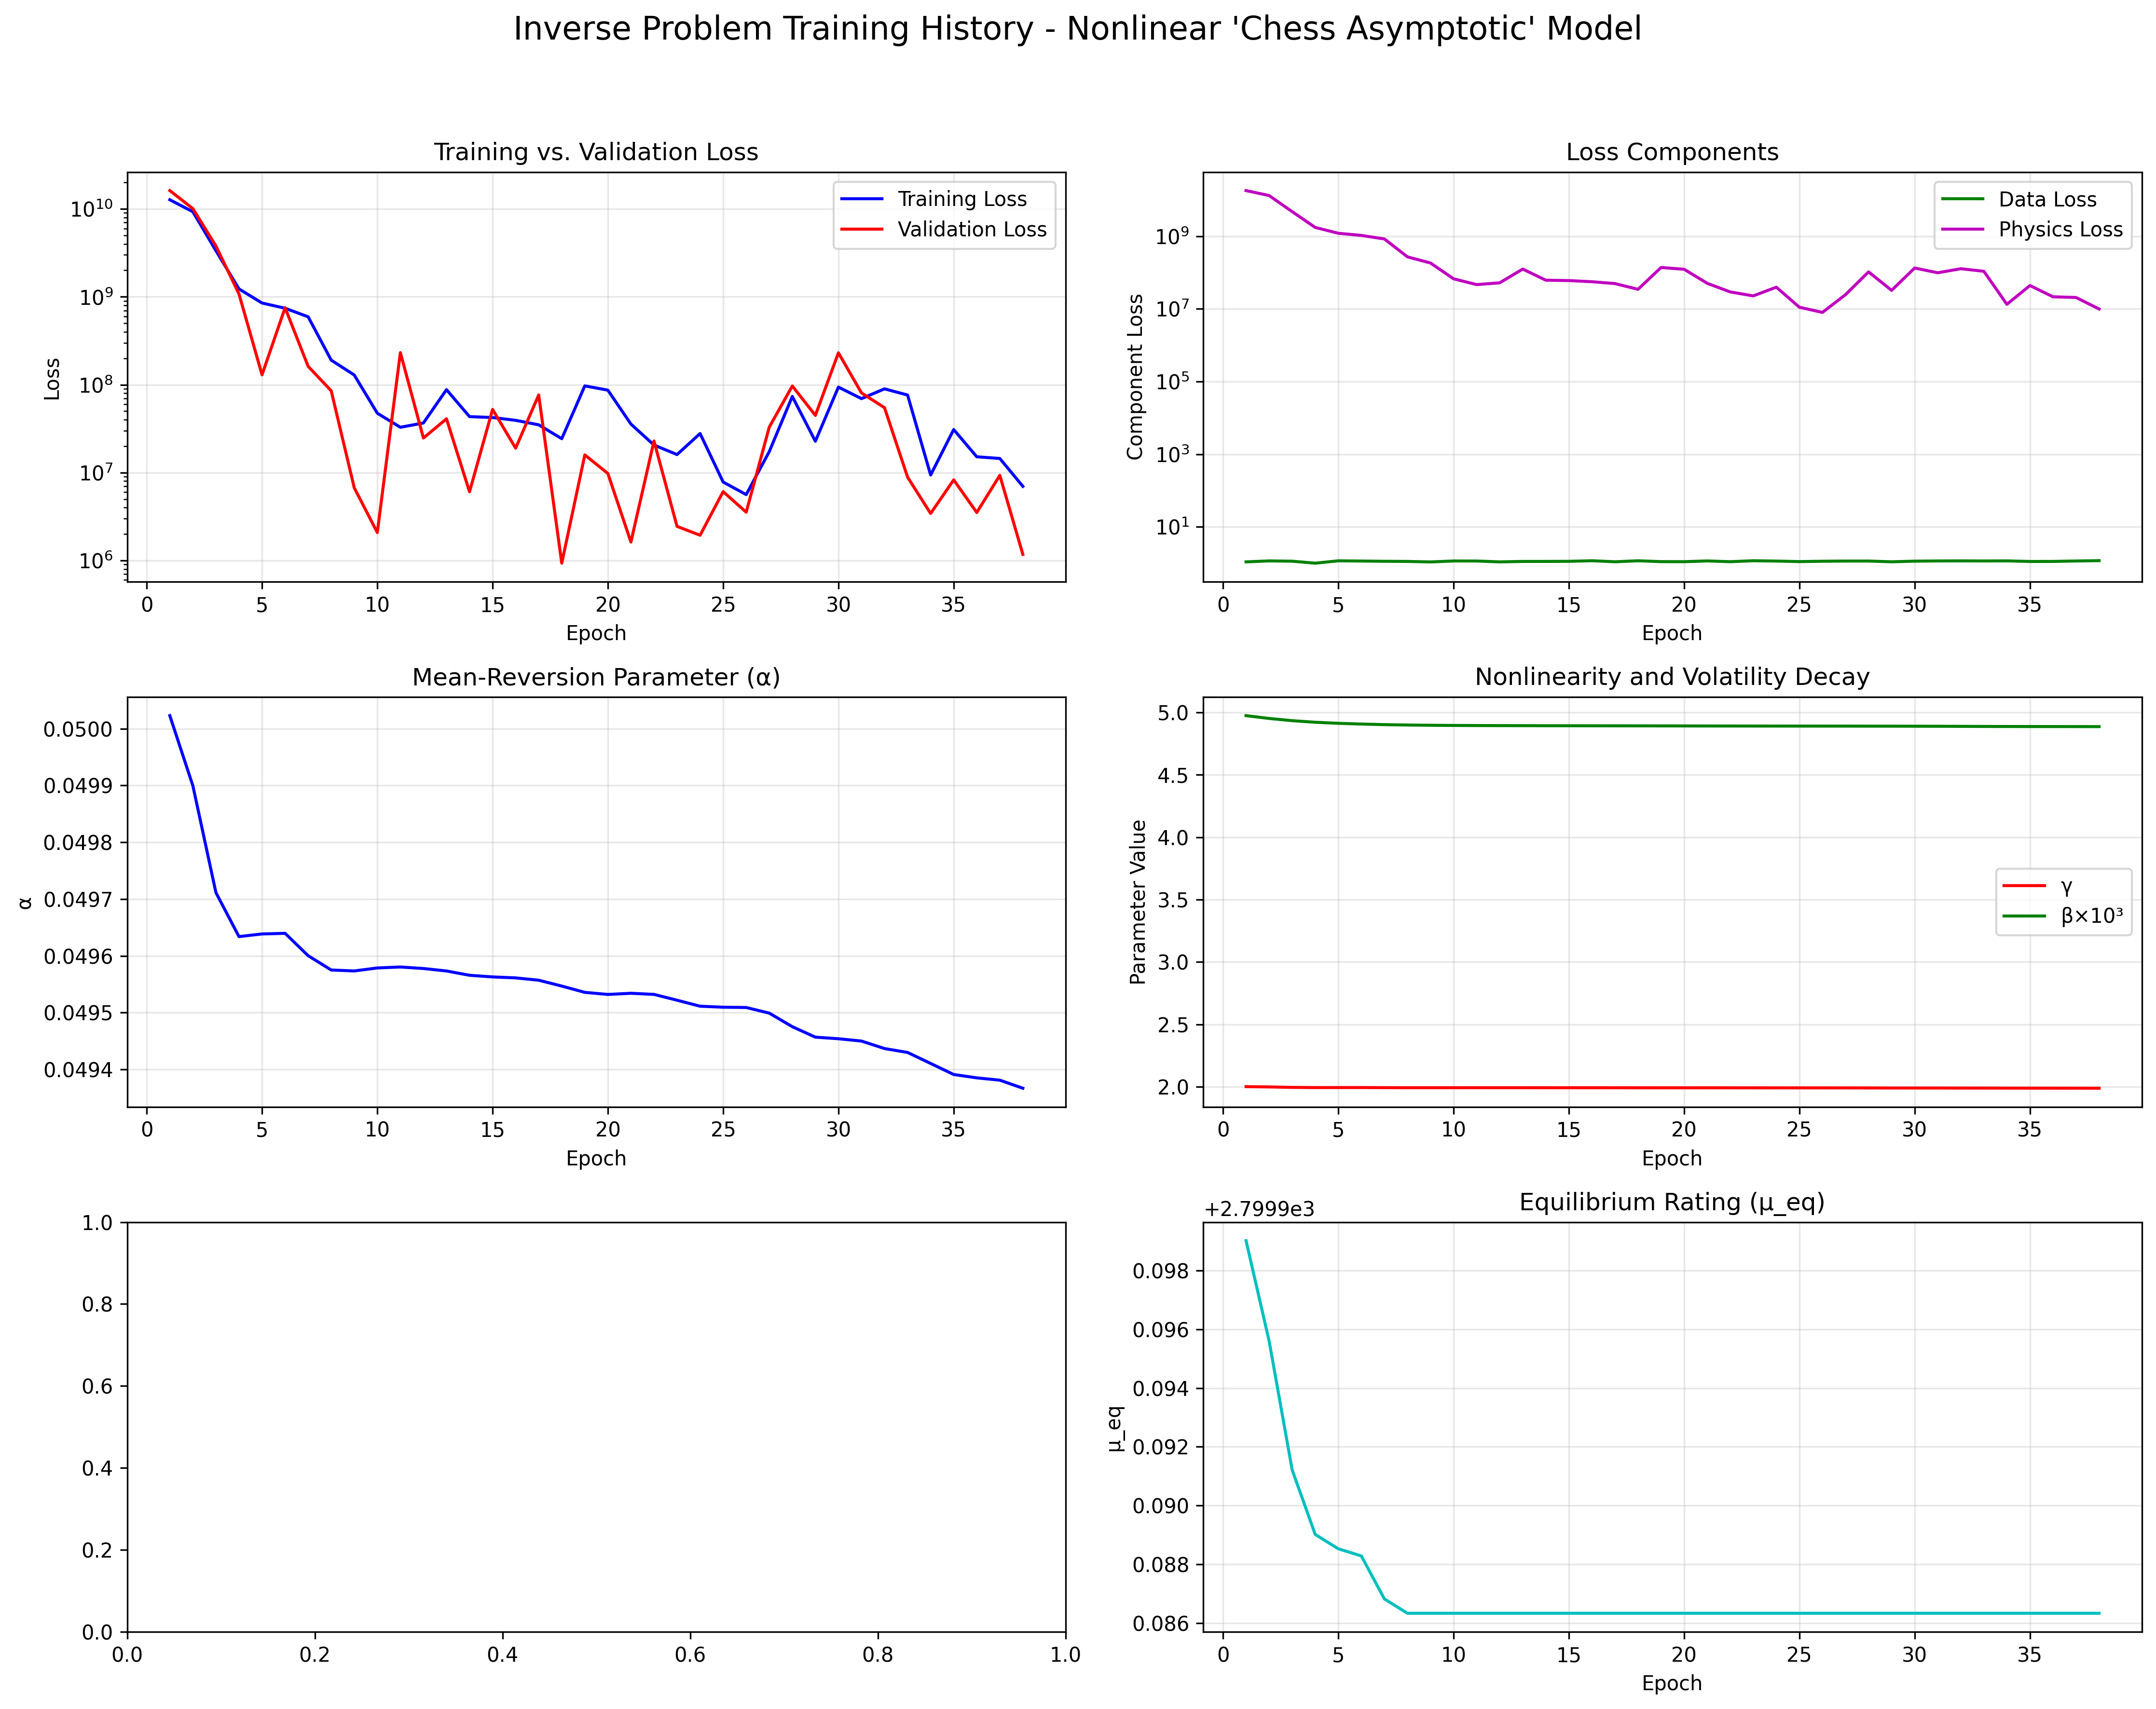 Inverse Problem Training History - Nonlinear 'Chess Asymptotic' Model
Training vs. Validation Loss
Loss
10¹⁰
10⁹
10⁸
10⁷
10⁶
Training Loss
Validation Loss
0 5 10 15 20 25 30 35
Epoch
Loss Components
Component Loss
10⁹
10⁷
10⁵
10³
10¹
Data Loss
Physics Loss
0 5 10 15 20 25 30 35
Epoch
Mean-Reversion Parameter (α)
α
0.0500
0.0499
0.0498
0.0497
0.0496
0.0495
0.0494
0 5 10 15 20 25 30 35
Epoch
Nonlinearity and Volatility Decay
Parameter Value
5.0
4.5
4.0
3.5
3.0
2.5
2.0
γ
β×10³
0 5 10 15 20 25 30 35
Epoch
1.0
0.8
0.6
0.4
0.2
0.0
0.0 0.2 0.4 0.6 0.8 1.0
Equilibrium Rating (μ_eq)
+2.7999e3
μ_eq
0.098
0.096
0.094
0.092
0.090
0.088
0.086
0 5 10 15 20 25 30 35
Epoch